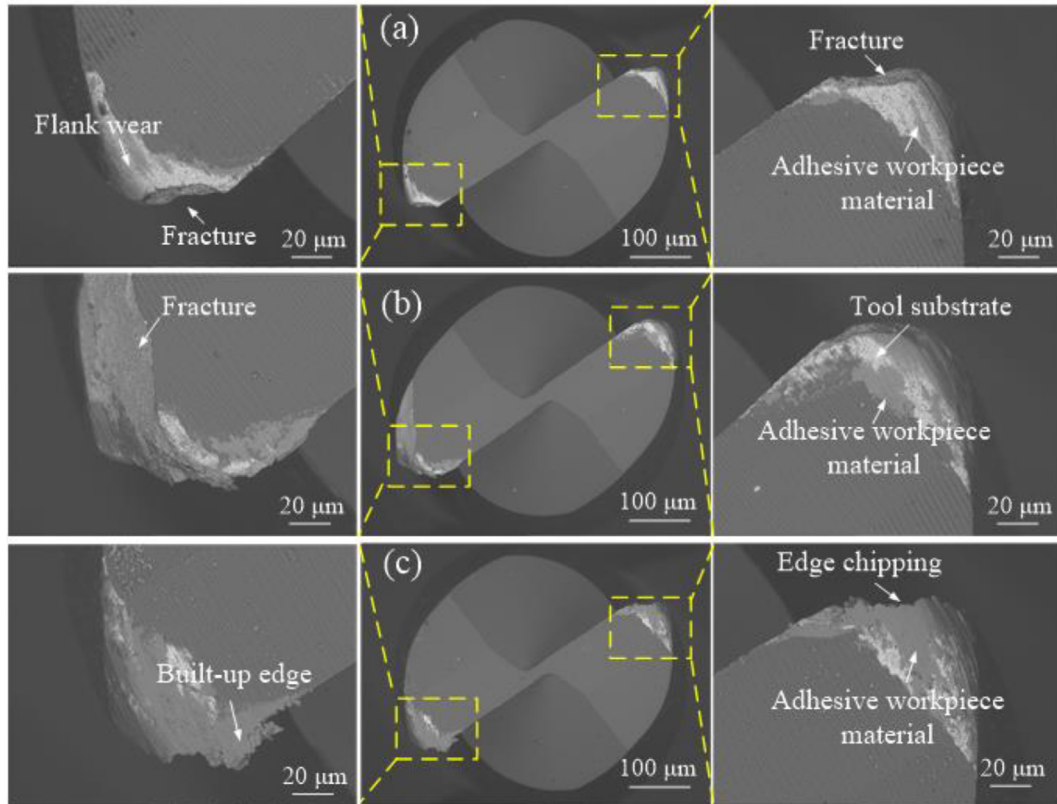 (a)
Flank wear
Fracture
20 μm
100 μm
Fracture
Adhesive workpiece
material
20 μm
(b)
Fracture
20 μm
100 μm
Tool substrate
Adhesive workpiece
material
20 μm
(c)
Built-up edge
20 μm
100 μm
Edge chipping
Adhesive workpiece
material
20 μm